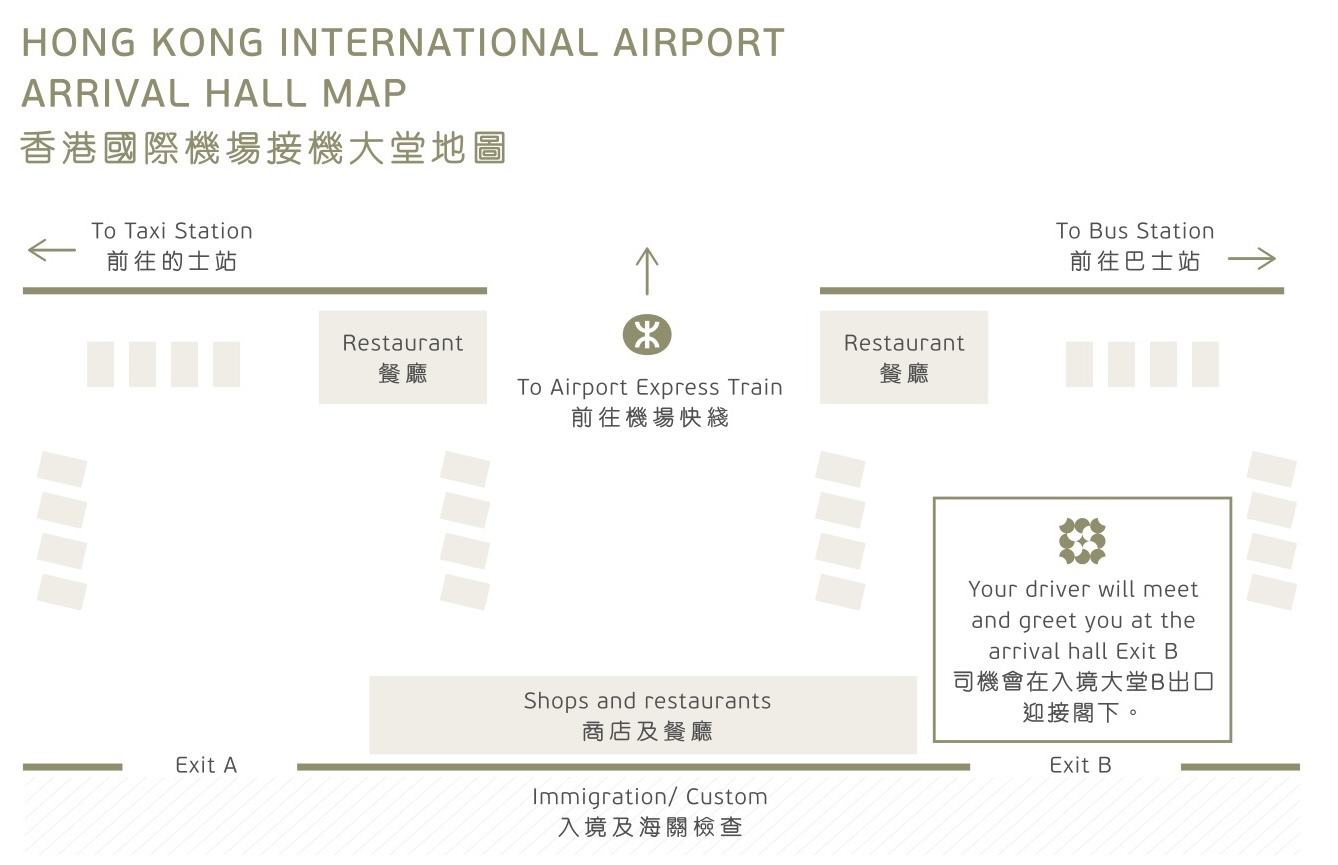 HONG KONG INTERNATIONAL AIRPORT
ARRIVAL HALL MAP
香港國際機場接機大堂地圖
To Taxi Station
前往的士站
To Bus Station
前往巴士站
Restaurant
餐廳
To Airport Express Train
前往機場快綫
Restaurant
餐廳
Your driver will meet
and greet you at the
arrival hall Exit B
司機會在入境大堂B出口
迎接閣下。
Shops and restaurants
商店及餐廳
Exit A
Exit B
Immigration/ Custom
入境及海關檢查